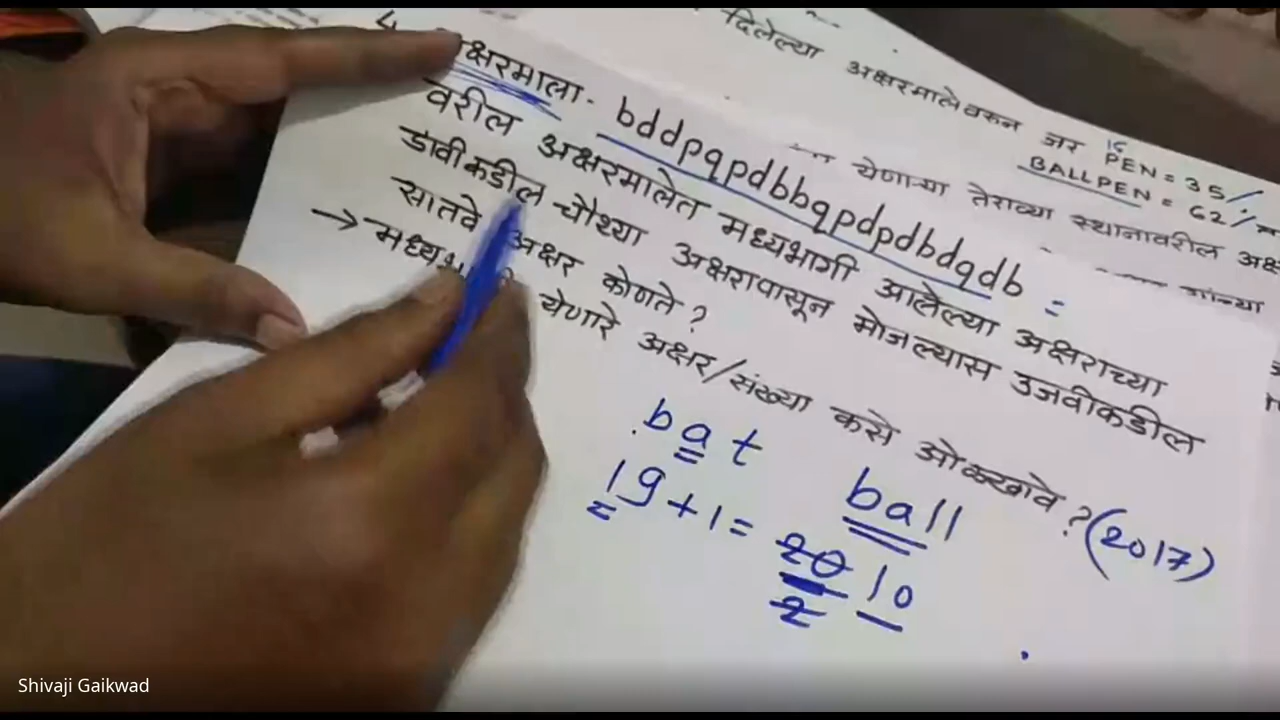 दिलेल्या अक्षरमालेवरुन जर PEN = 35
16
BALLPEN = 62
येणाऱ्या तेराव्या स्थानावरील
4
अक्षरमाला. bddpqpdbbqpdpdbdqdb =
वरील अक्षरमालेत मध्यभागी आलेल्या अक्षराच्या
डावीकडील चौथ्या अक्षरापासून मोजल्यास उजवीकडील
सातवे अक्षर कोणते ?
→ येणारे अक्षर/संख्या कसे ओळखावे ? (2017)
bat
ball
19 + 1 = 20 10
2
Shivaji Gaikwad